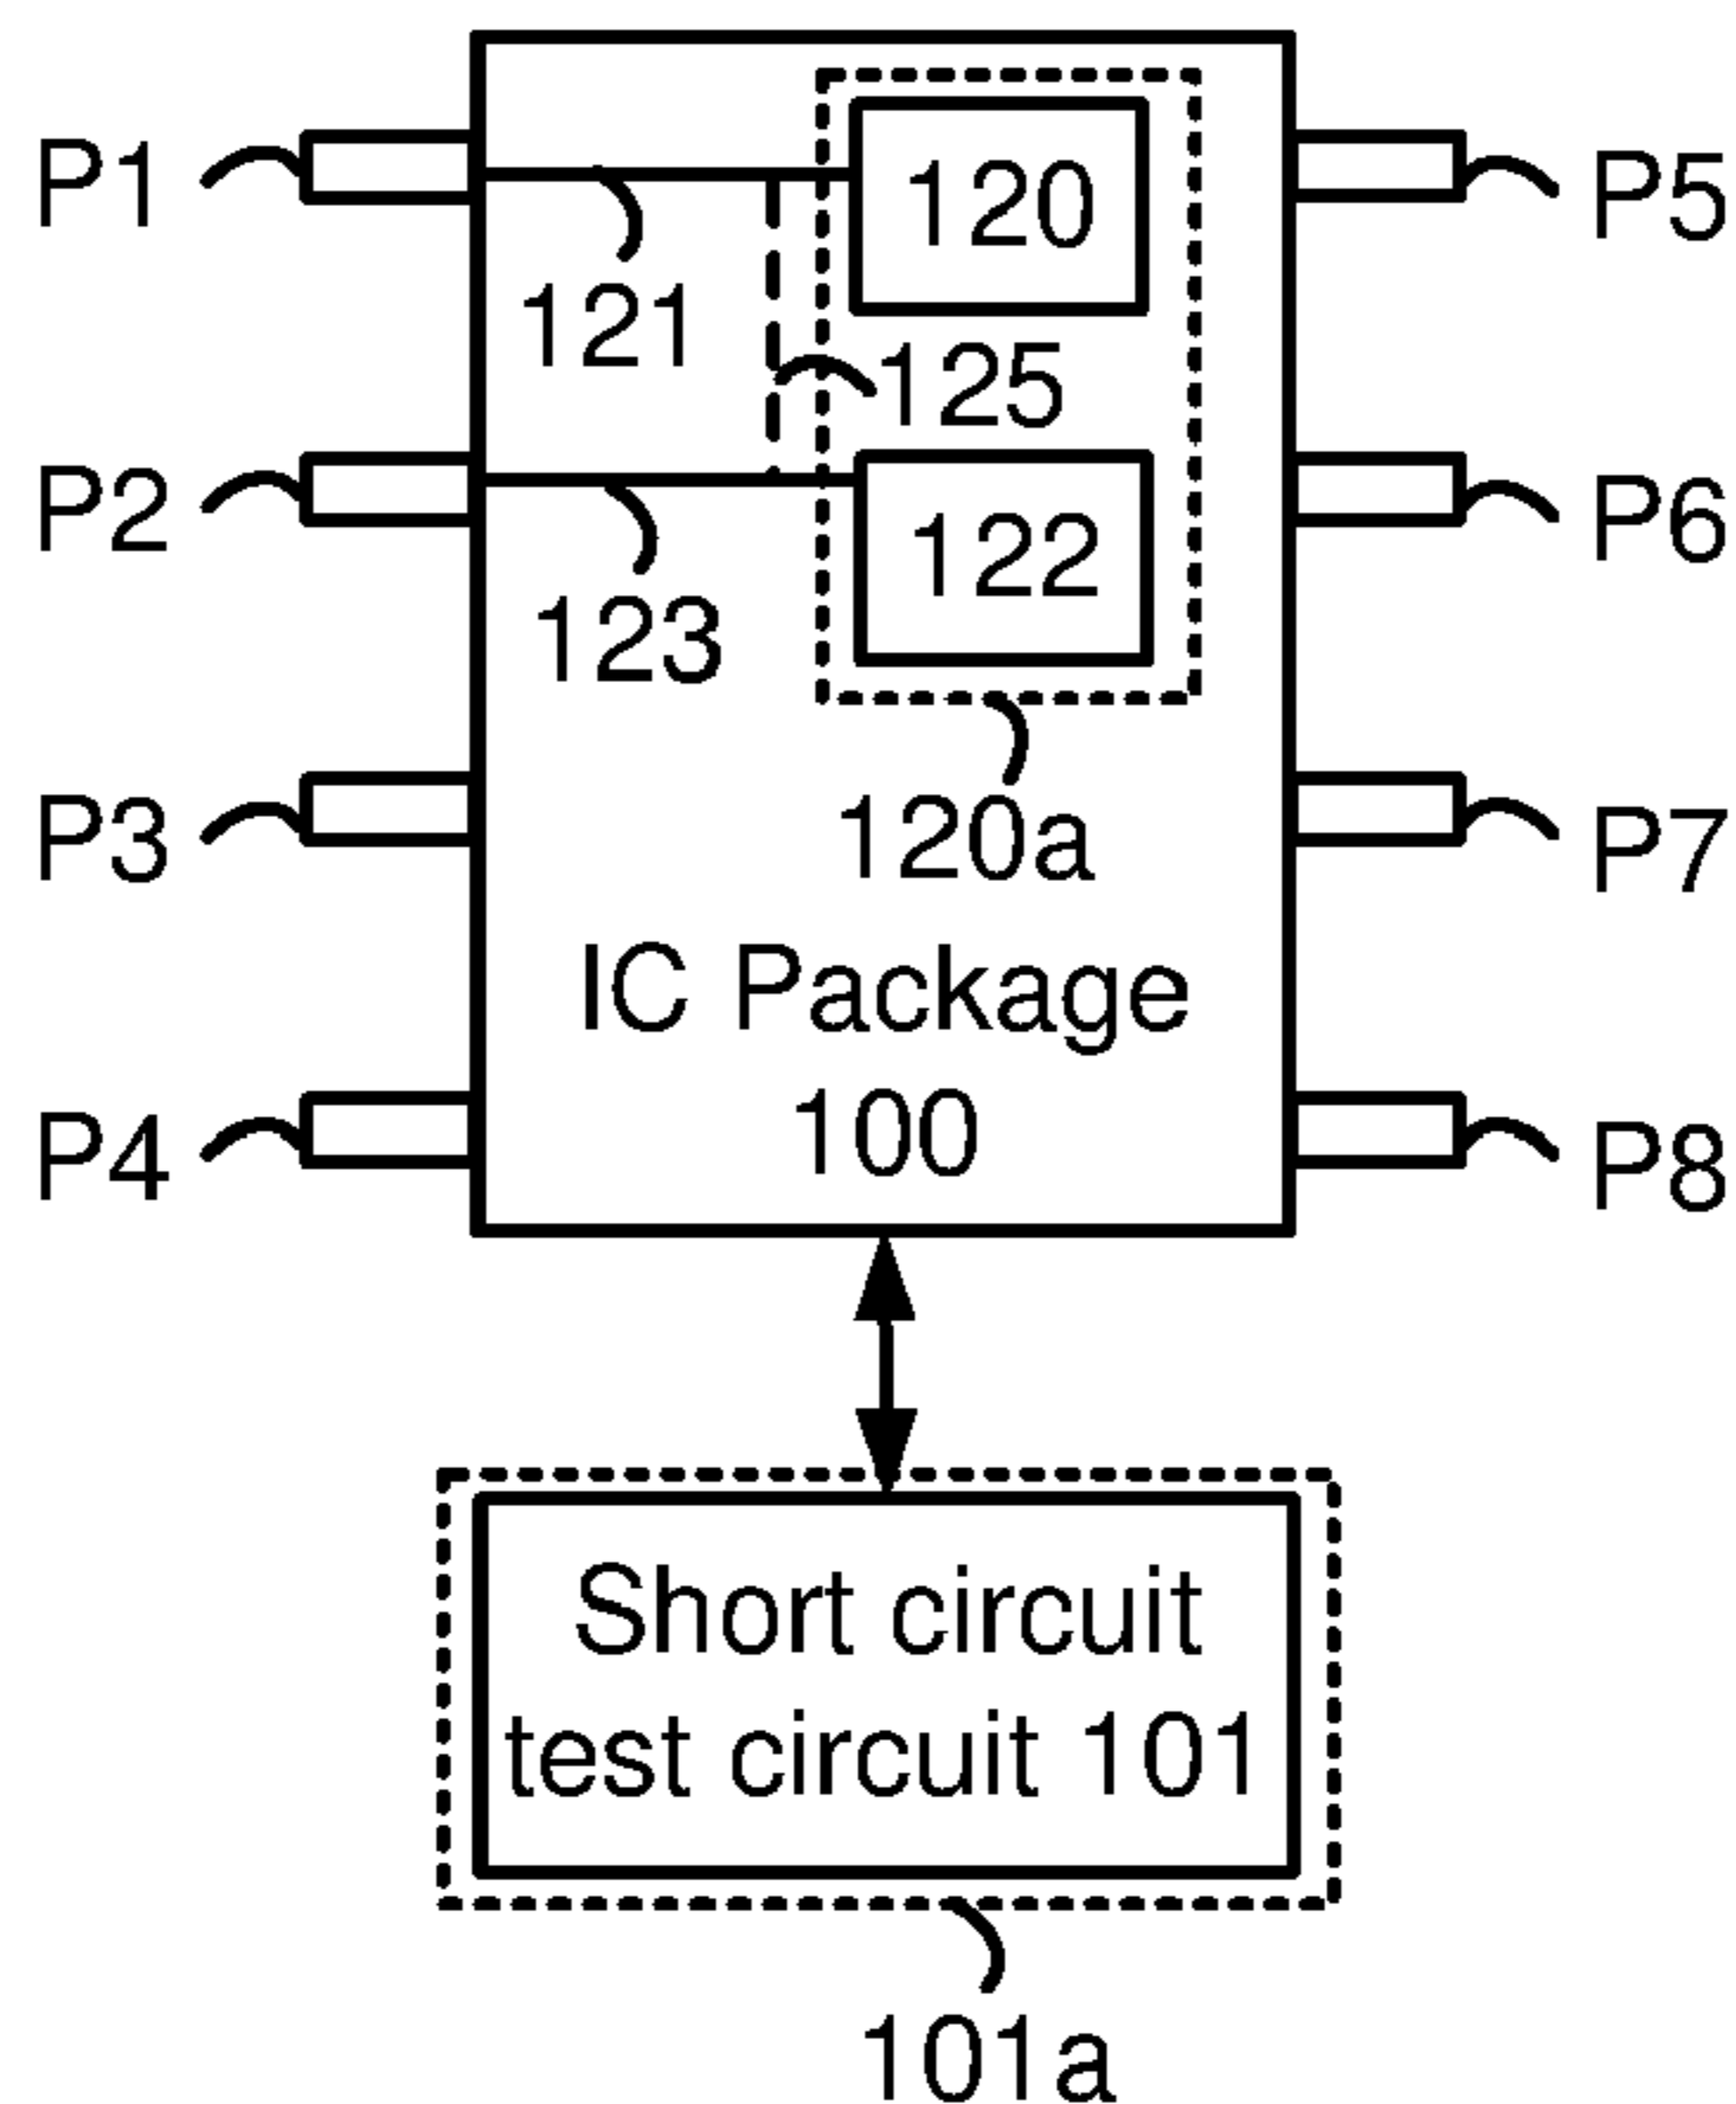 P1
120
P5
121
125
P2
122
P6
123
P3
120a
P7
IC Package
100
P4
P8
Short circuit
test circuit 101
101a